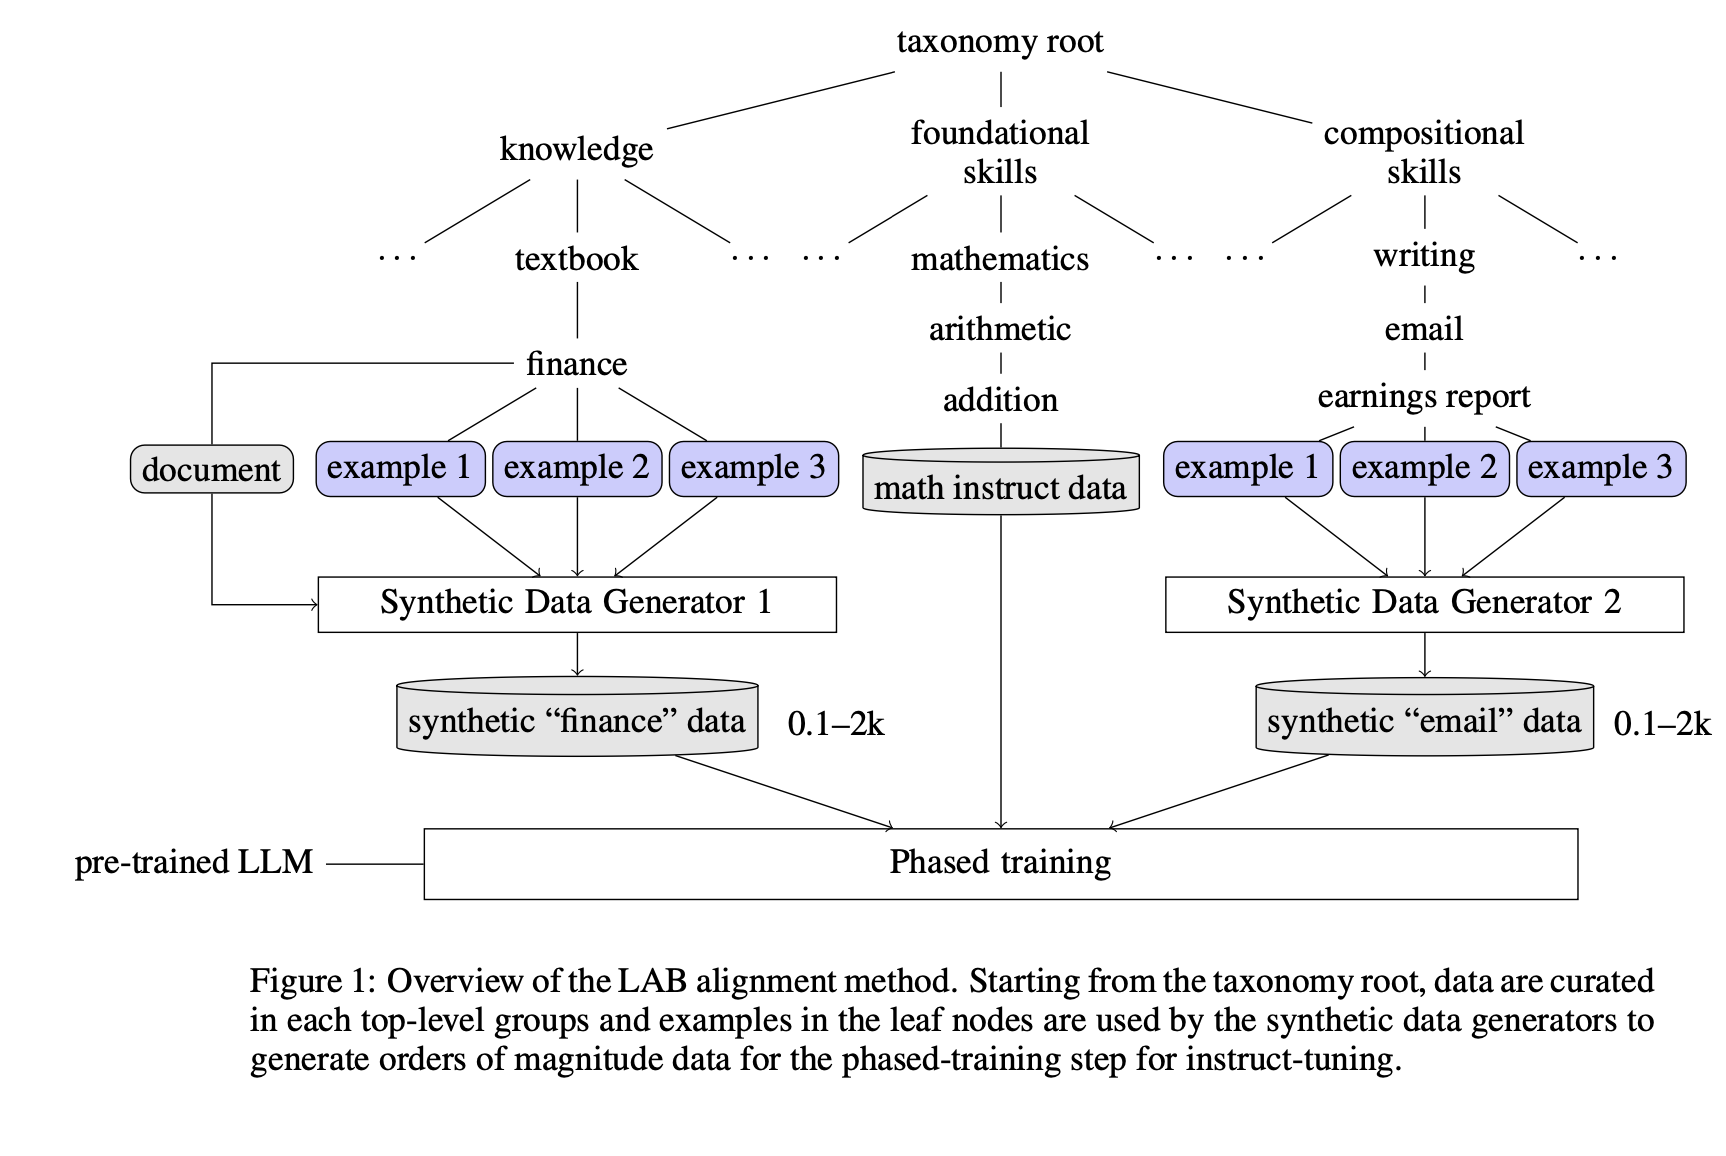 taxonomy root
knowledge
foundational
skills
compositional
skills
. . .
textbook
. . .
. . .
mathematics
. . .
. . .
writing
. . .
arithmetic
email
finance
addition
earnings report
document
example 1
example 2
example 3
math instruct data
example 1
example 2
example 3
Synthetic Data Generator 1
Synthetic Data Generator 2
synthetic “finance” data
0.1–2k
synthetic “email” data
0.1–2k
pre-trained LLM
Phased training
Figure 1: Overview of the LAB alignment method. Starting from the taxonomy root, data are curated
in each top-level groups and examples in the leaf nodes are used by the synthetic data generators to
generate orders of magnitude data for the phased-training step for instruct-tuning.